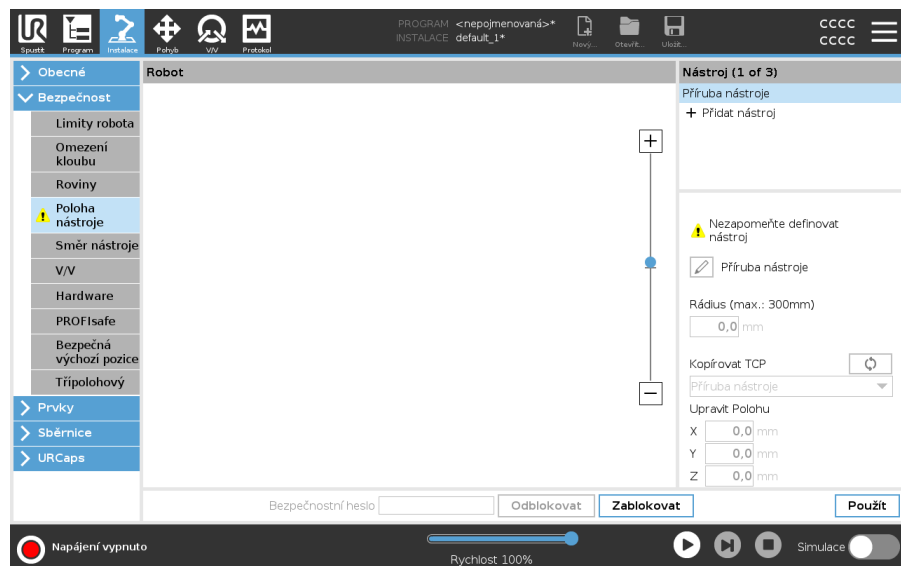 PROGRAM <nepojmenovaná>*
INSTALACE default_1*
Spustit Program Instalace Pohyb V/V Protokol Nový... Otevřít... Uložit...
cccc
cccc
Obecné
Bezpečnost
Limity robota
Omezení
kloubu
Roviny
Poloha
nástroje
Směr nástroje
V/V
Hardware
PROFIsafe
Bezpečná
výchozí pozice
Třípolohový
Prvky
Sběrnice
URCaps
Robot
Nástroj (1 of 3)
Příruba nástroje
+ Přidat nástroj
Nezapomeňte definovat
nástroj
Příruba nástroje
Rádius (max.: 300mm)
0,0 mm
Kopírovat TCP
Příruba nástroje
Upravit Polohu
X 0,0 mm
Y 0,0 mm
Z 0,0 mm
Bezpečnostní heslo Odblokovat Zablokovat Použít
Napájení vypnuto
Rychlost 100%
Simulace